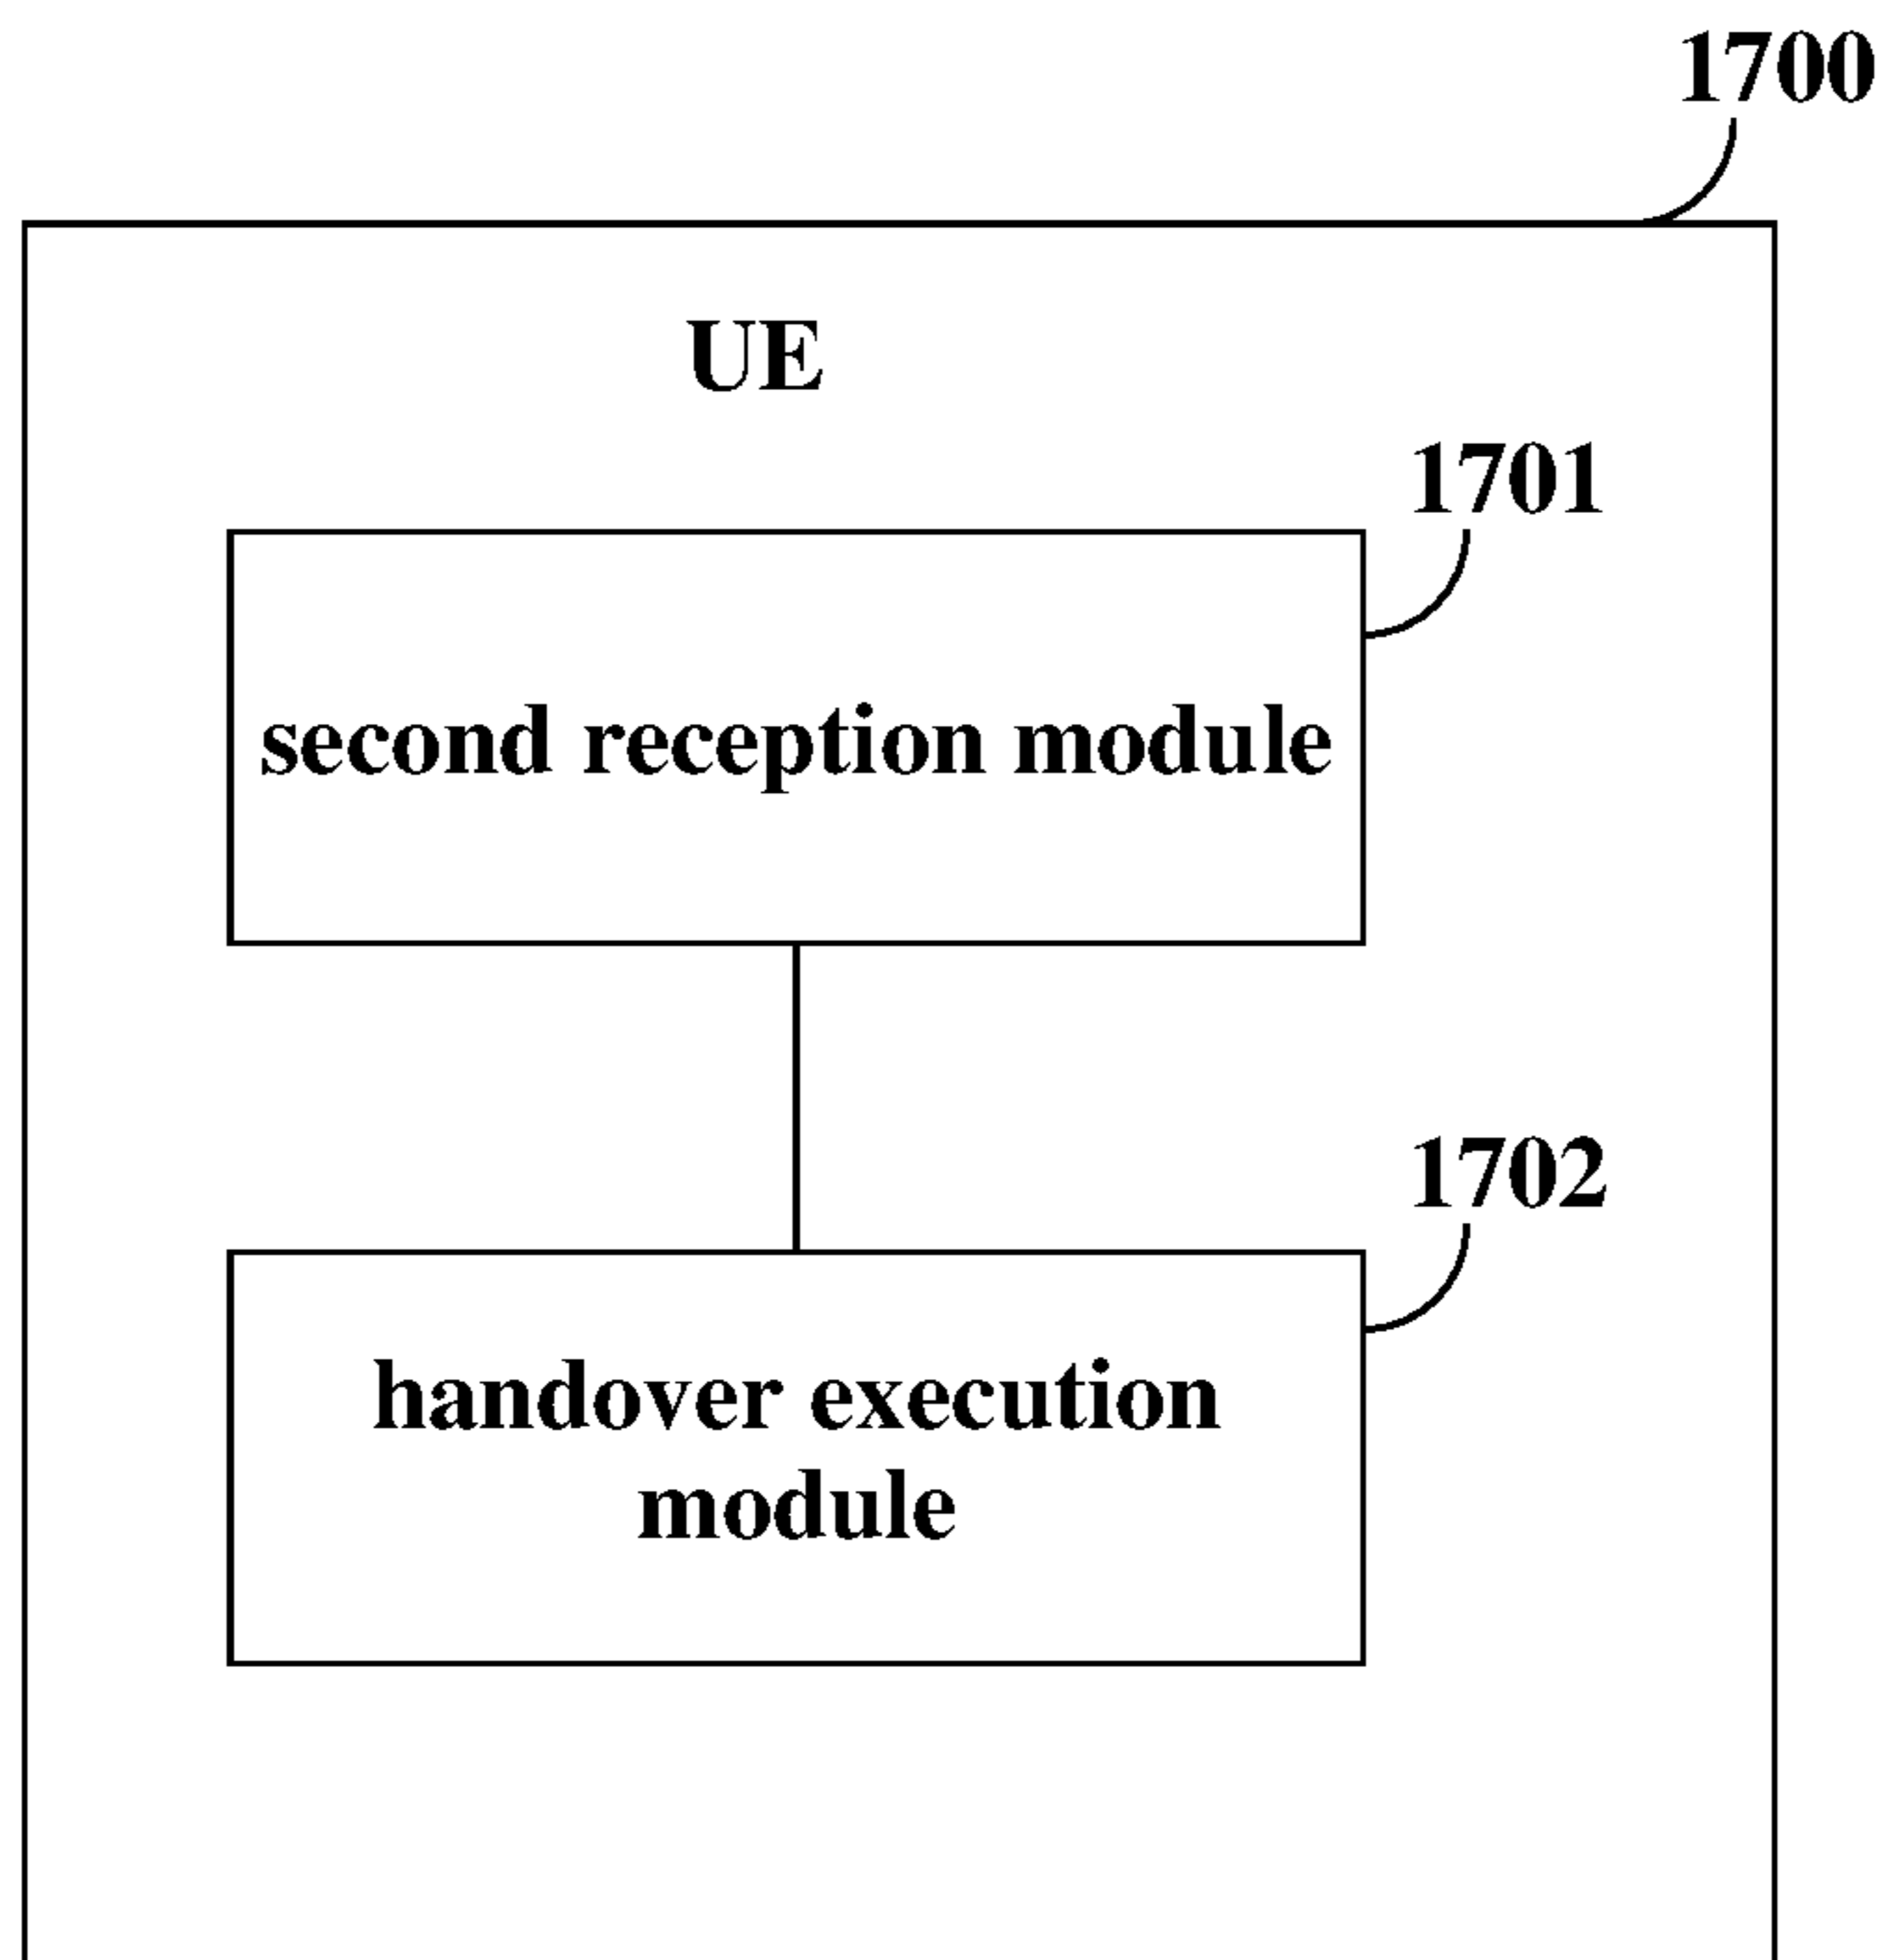 1700
UE
1701
second reception module
1702
handover execution
module